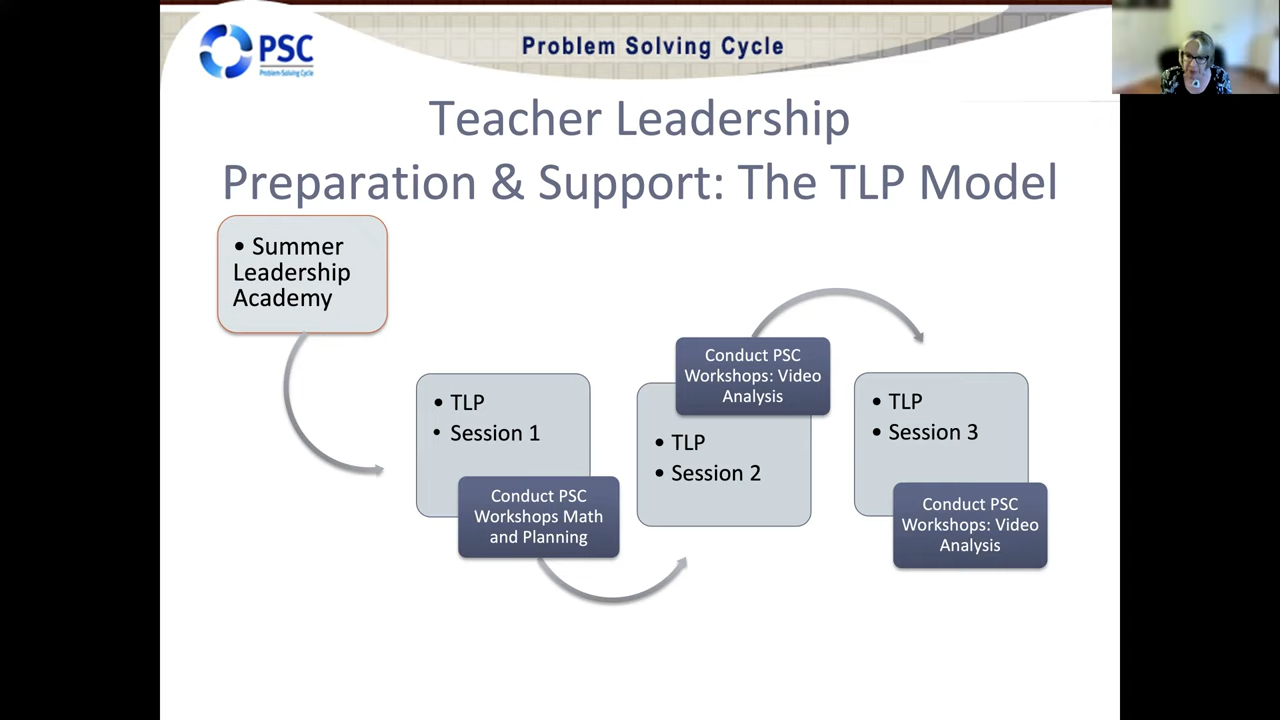 PSC
Problem-Solving Cycle
Problem Solving Cycle
Teacher Leadership
Preparation & Support: The TLP Model
• Summer
Leadership
Academy
• TLP
• Session 1
Conduct PSC
Workshops Math
and Planning
Conduct PSC
Workshops: Video
Analysis
• TLP
• Session 2
• TLP
• Session 3
Conduct PSC
Workshops: Video
Analysis